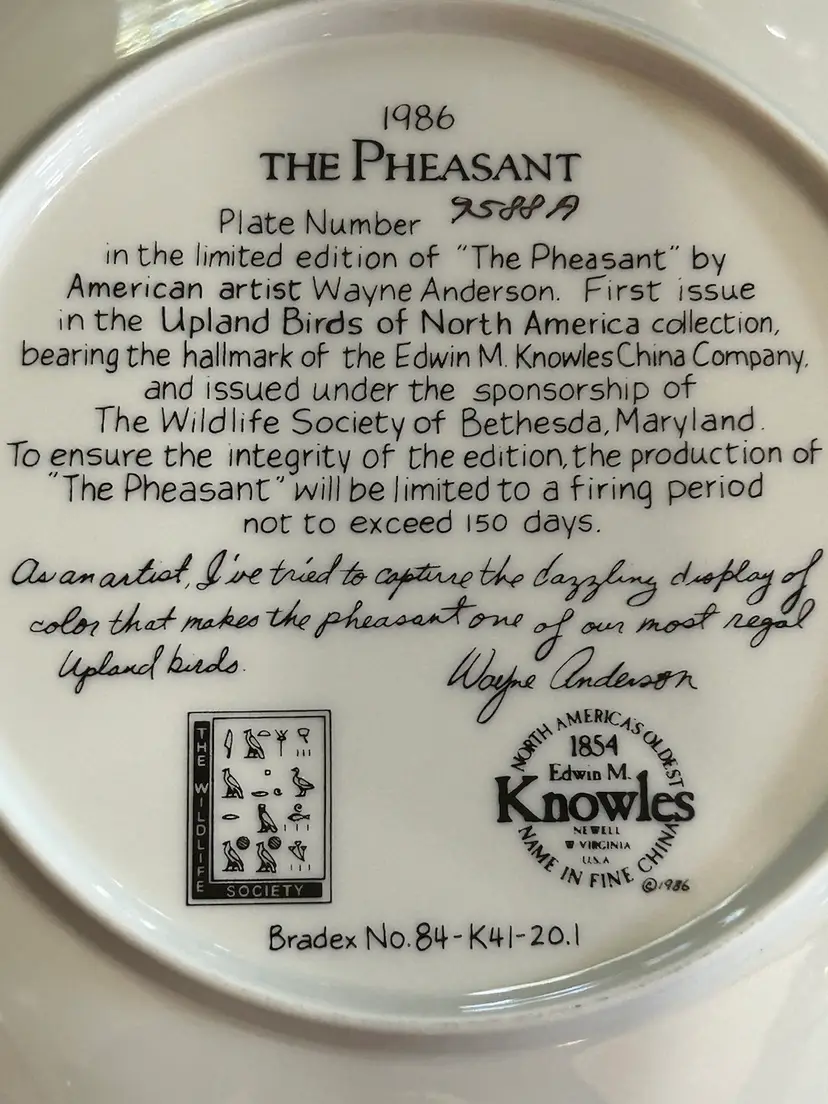 1986
THE PHEASANT
Plate Number 9588A
in the limited edition of "The Pheasant" by
American artist Wayne Anderson. First issue
in the Upland Birds of North America collection,
bearing the hallmark of the Edwin M. Knowles China Company,
and issued under the sponsorship of
The Wildlife Society of Bethesda, Maryland.
To ensure the integrity of the edition, the production of
"The Pheasant" will be limited to a firing period
not to exceed 150 days.
As an artist, I've tried to capture the dazzling display of
color that makes the pheasant one of our most regal
Upland birds.
Wayne Anderson
THE WILDLIFE
SOCIETY
NORTH AMERICA'S OLDEST
1854
Edwin M.
Knowles
NEWELL
W VIRGINIA
U.S.A
NAME IN FINE CHINA
©1986
Bradex No. 84-K41-20.1